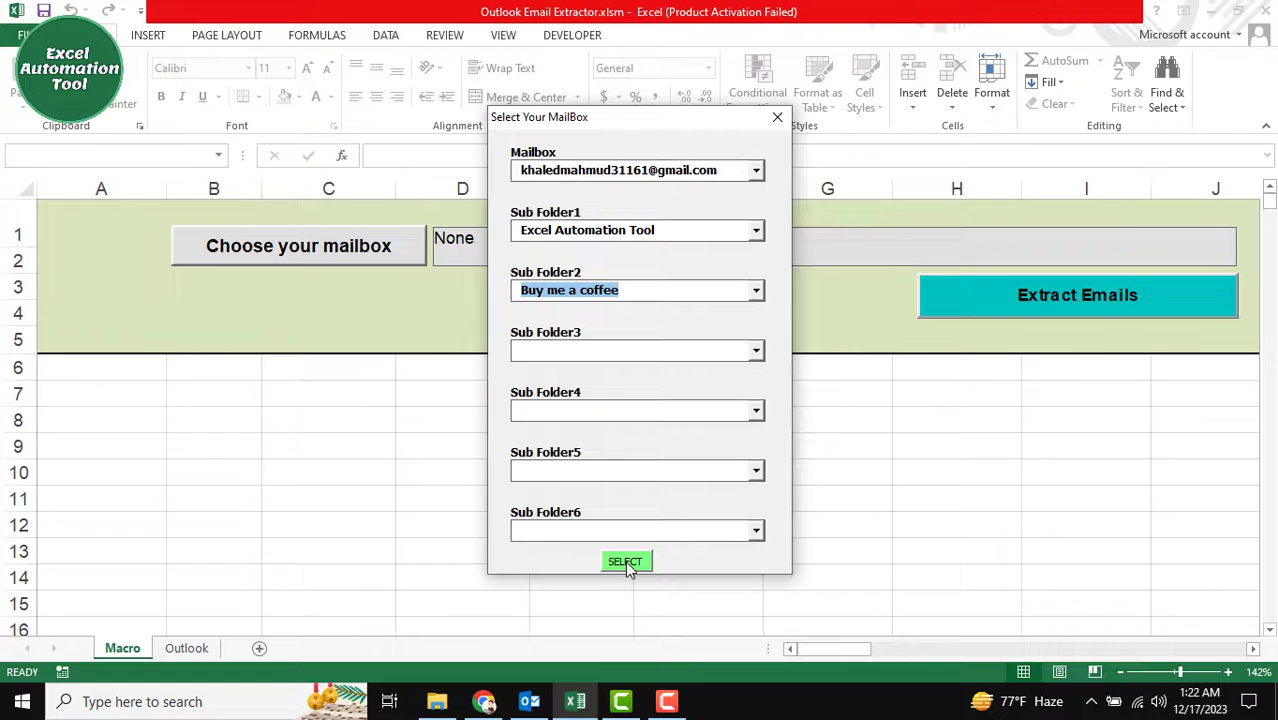 Outlook Email Extractor.xlsm - Excel (Product Activation Failed)
INSERT PAGE LAYOUT FORMULAS DATA REVIEW VIEW DEVELOPER Microsoft account
Excel
Automation
Tool
Calibri 11 Wrap Text General AutoSum
Fill
B I U Merge & Center $ % Conditional Format as Cell Insert Delete Format Clear Sort & Find &
Formatting Table Styles Filter Select
Clipboard Font Alignment Styles Cells Editing
Select Your MailBox
Mailbox
khaledmahmud31161@gmail.com
Sub Folder1
Excel Automation Tool
Sub Folder2
Buy me a coffee
Sub Folder3
Sub Folder4
Sub Folder5
Sub Folder6
SELECT
A B C D G H I J
1
2
3
4
5
6
7
8
9
10
11
12
13
14
15
16
Choose your mailbox None
Extract Emails
Macro Outlook
READY 142%
Type here to search 77°F Haze 1:22 AM
12/17/2023